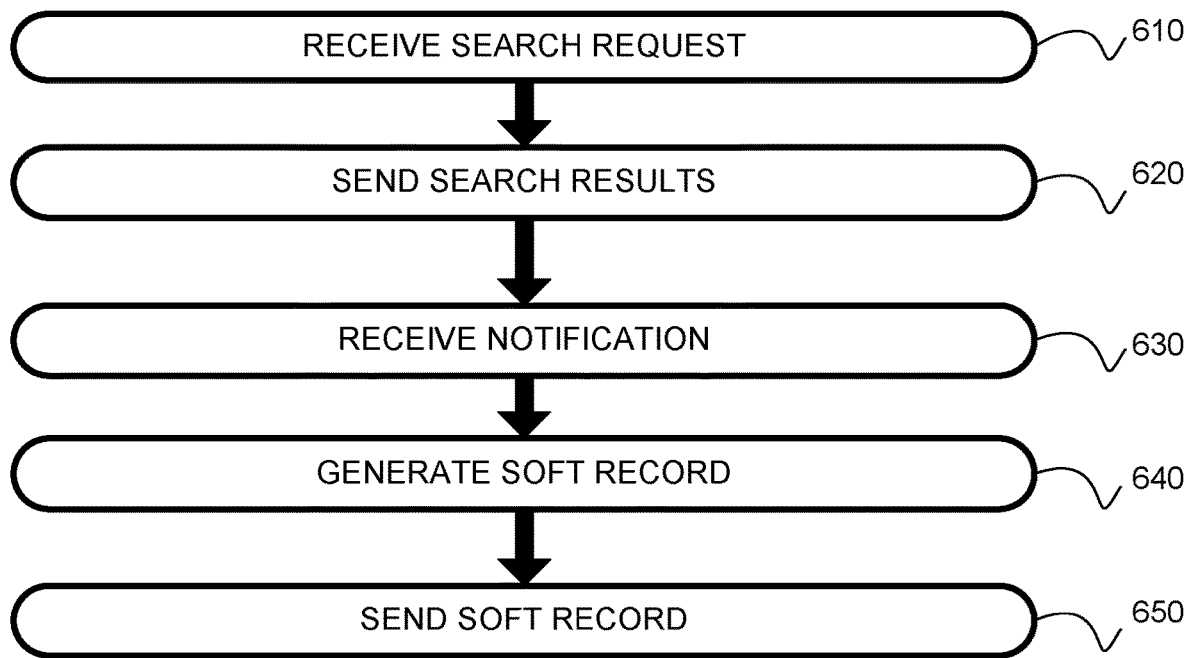 RECEIVE SEARCH REQUEST
610
SEND SEARCH RESULTS
620
RECEIVE NOTIFICATION
630
GENERATE SOFT RECORD
640
SEND SOFT RECORD
650